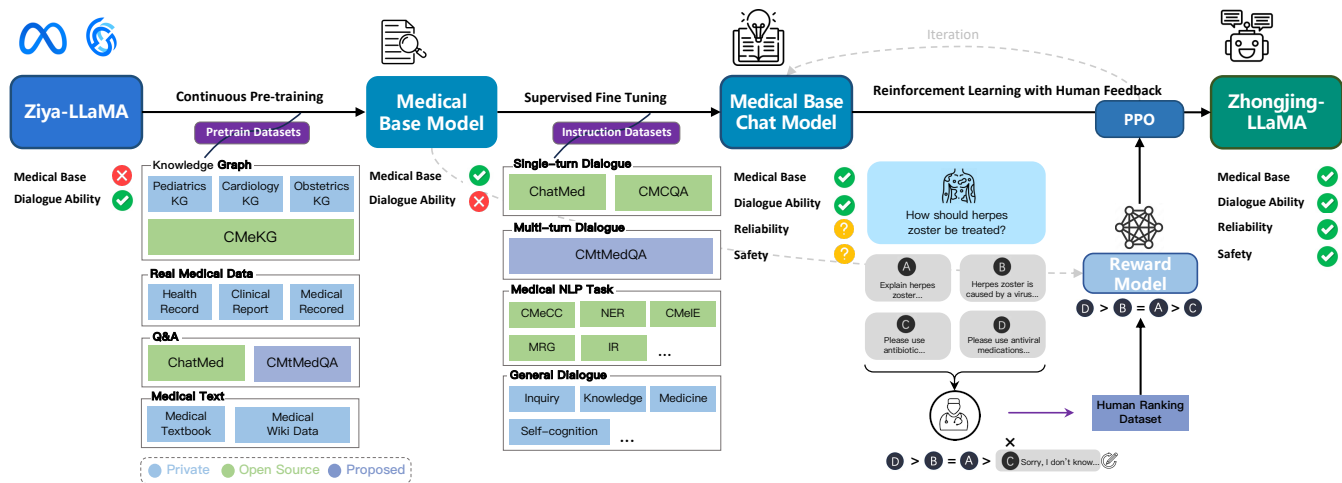 Iteration
Ziya-LLaMA
Continuous Pre-training
Pretrain Datasets
Medical
Base Model
Supervised Fine Tuning
Instruction Datasets
Medical Base
Chat Model
Reinforcement Learning with Human Feedback
PPO
Zhongjing-
LLaMA
Medical Base
Dialogue Ability
Knowledge Graph
Pediatrics
KG
Cardiology
KG
Obstetrics
KG
CMeKG
Real Medical Data
Health
Record
Clinical
Report
Medical
Recored
Q&A
ChatMed
CMtMedQA
Medical Text
Medical
Textbook
Medical
Wiki Data
Private
Open Source
Proposed
Medical Base
Dialogue Ability
Single-turn Dialogue
ChatMed
CMCQA
Multi-turn Dialogue
CMtMedQA
Medical NLP Task
CMeCC
NER
CMeIE
MRG
IR
...
General Dialogue
Inquiry
Knowledge
Medicine
Self-cognition
...
Medical Base
Dialogue Ability
Reliability
?
Safety
?
How should herpes
zoster be treated?
A
Explain herpes
zoster...
B
Herpes zoster is
caused by a virus...
C
Please use
antibiotic...
D
Please use antiviral
medications...
D > B = A > C Sorry, I don't know...
Human Ranking
Dataset
D > B = A > C
Reward
Model
Medical Base
Dialogue Ability
Reliability
Safety